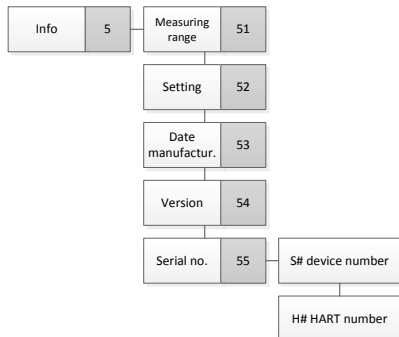 Info 5
Measuring
range
51
Setting 52
Date
manufactur.
53
Version 54
Serial no. 55
S# device number
H# HART number